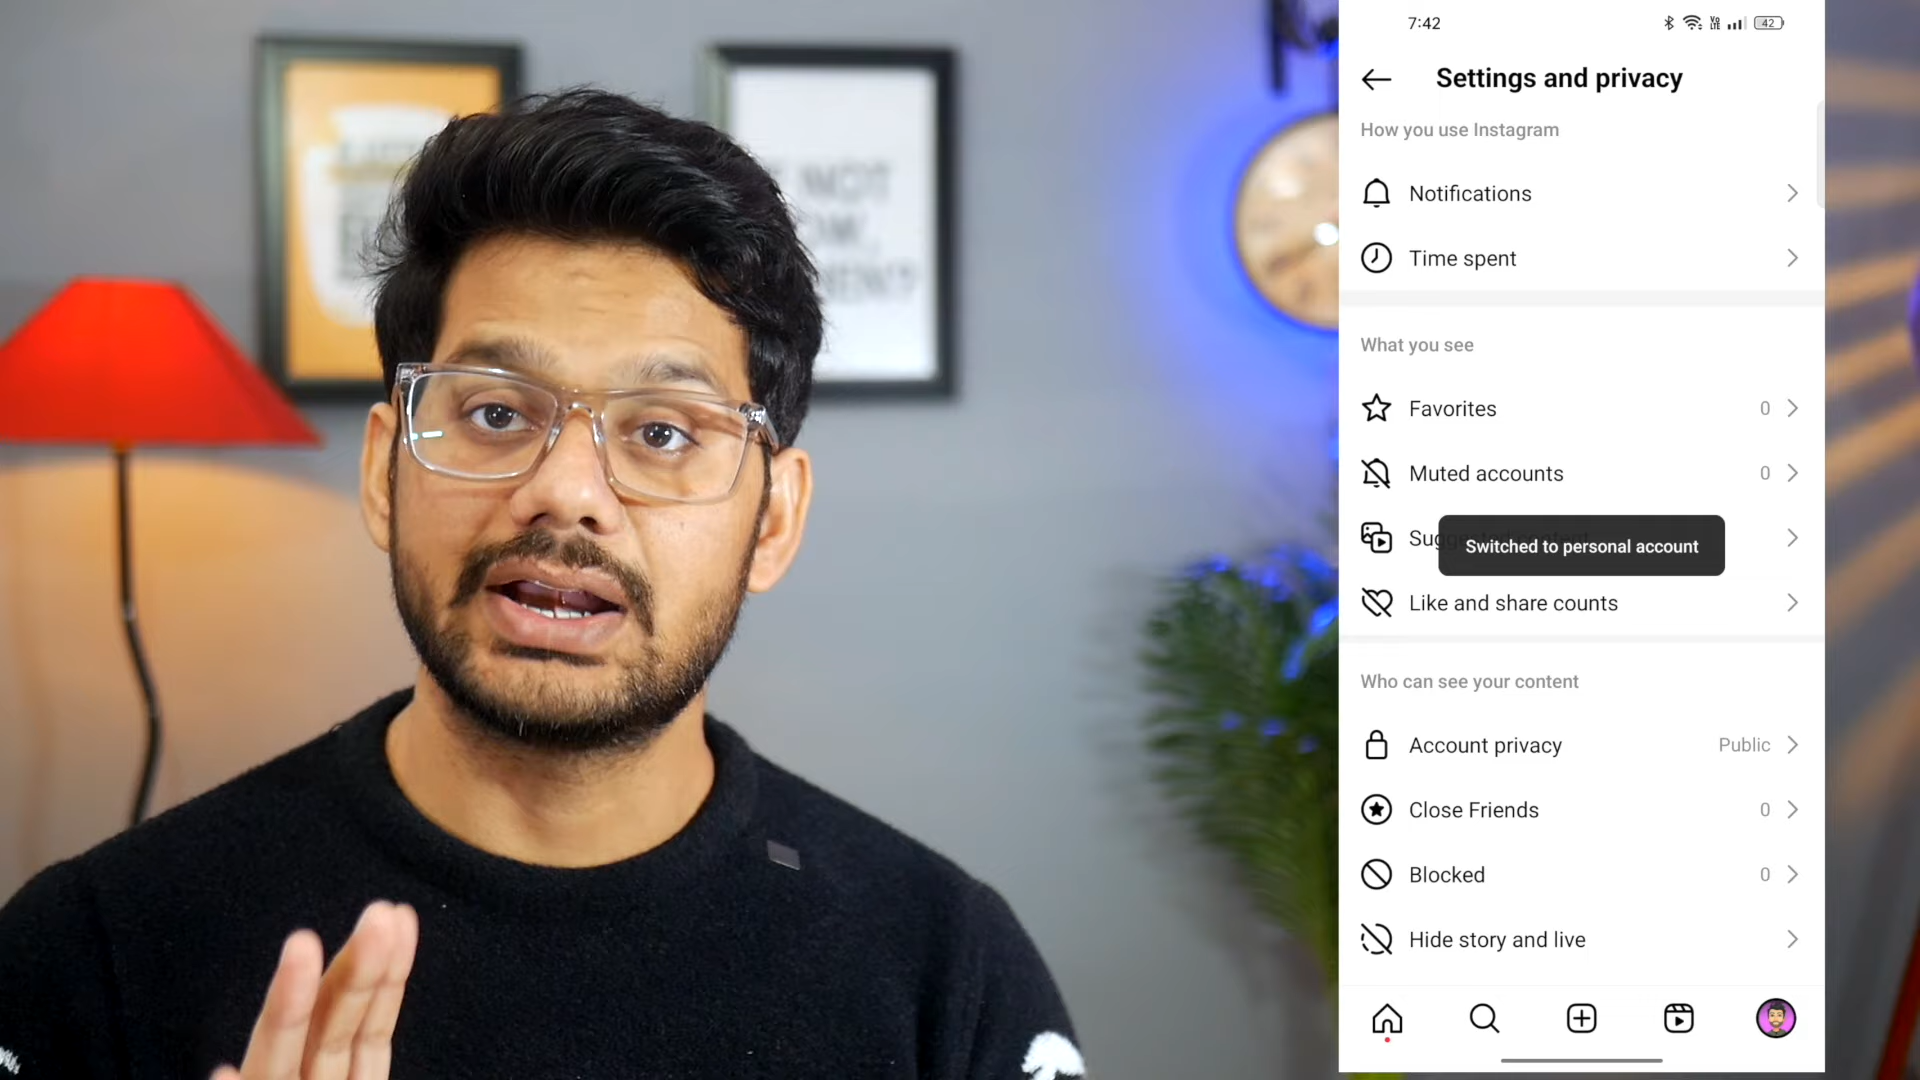 7:42
42
Settings and privacy
How you use Instagram
Notifications
Time spent
What you see
Favorites 0
Muted accounts 0
Switched to personal account
Like and share counts
Who can see your content
Account privacy Public
Close Friends 0
Blocked 0
Hide story and live
NOT